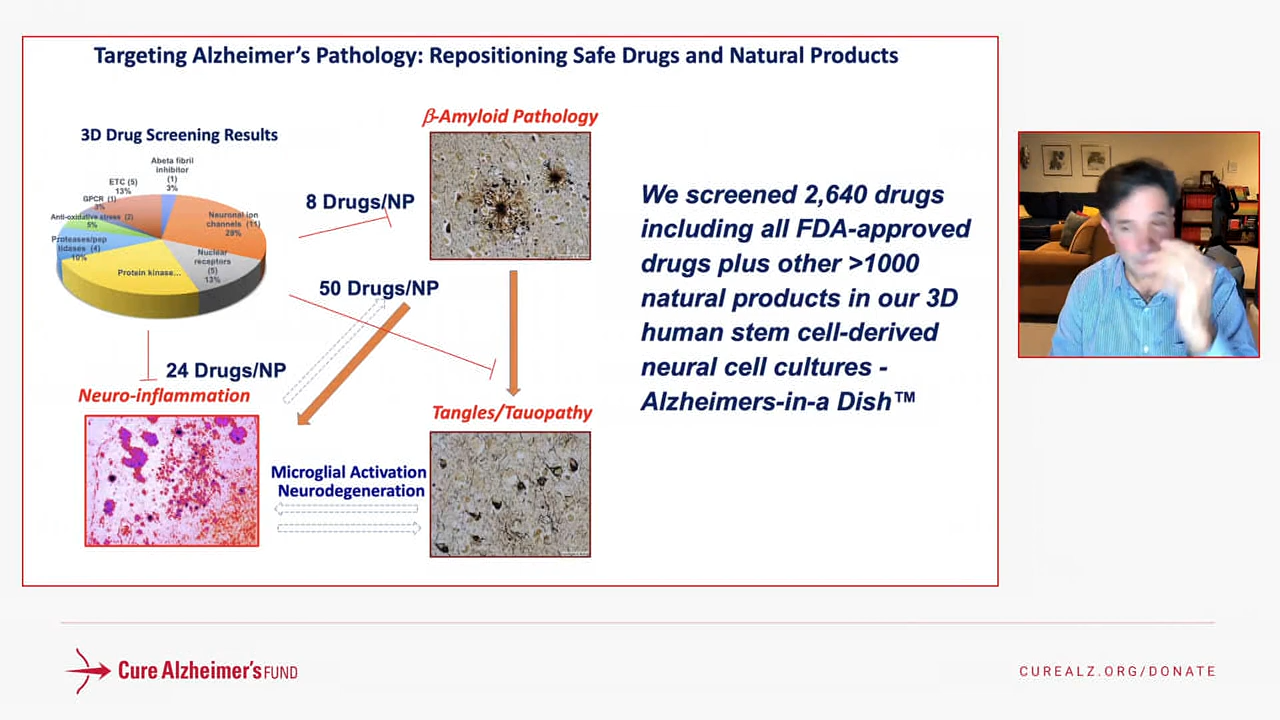 Targeting Alzheimer's Pathology: Repositioning Safe Drugs and Natural Products
3D Drug Screening Results
Abeta fibril
inhibitor
(1)
3%
ETC (5)
13%
GPCR (1)
3%
Anti-oxidative stress (2)
5%
Proteases/pep
tidases (4)
10%
Protein kinase...
Neuronal ion
channels (11)
28%
Nuclear
receptors
(5)
13%
8 Drugs/NP
50 Drugs/NP
24 Drugs/NP
β-Amyloid Pathology
Neuro-inflammation
Tangles/Tauopathy
Microglial Activation
Neurodegeneration
We screened 2,640 drugs
including all FDA-approved
drugs plus other >1000
natural products in our 3D
human stem cell-derived
neural cell cultures -
Alzheimers-in-a Dish™
Cure Alzheimer's FUND
CUREALZ.ORG/DONATE